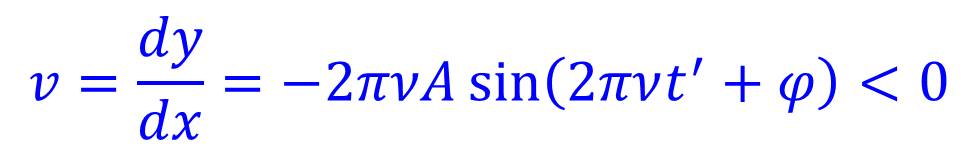 v = dy/dx = −2πνA sin(2πνt′ + φ) < 0